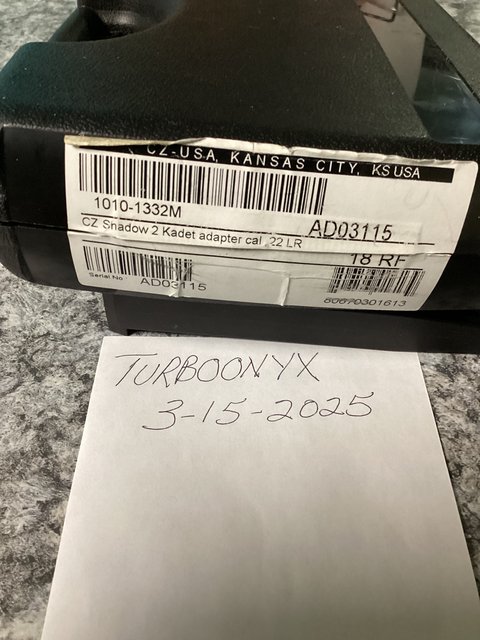 CZ-USA, KANSAS CITY, KS USA
1010-1332M
AD03115
CZ Shadow 2 Kadet adapter cal .22 LR
18 RF
Serial No
AD03115
80670301613
TURBOONYX
3-15-2025